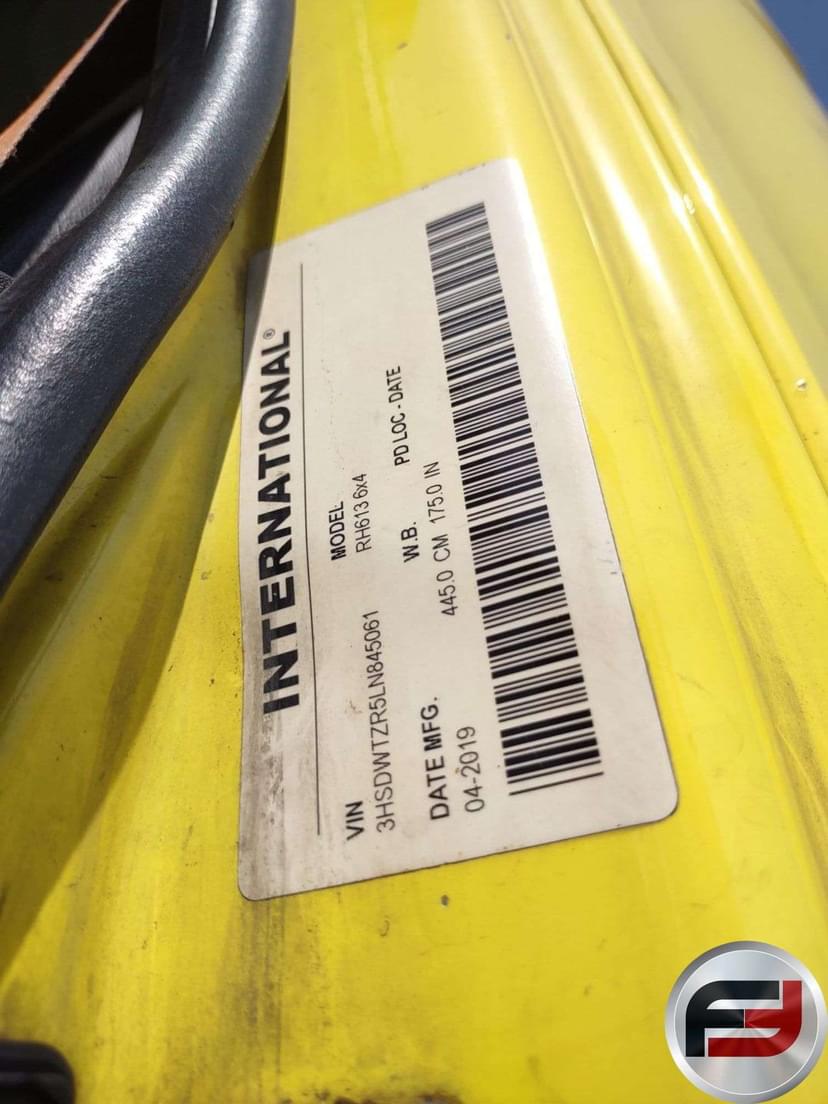 INTERNATIONAL®
VIN MODEL
3HSDWTZR5LN845061 RH613 6x4
DATE MFG. W.B. PD LOC - DATE
04-2019 445.0 CM 175.0 IN